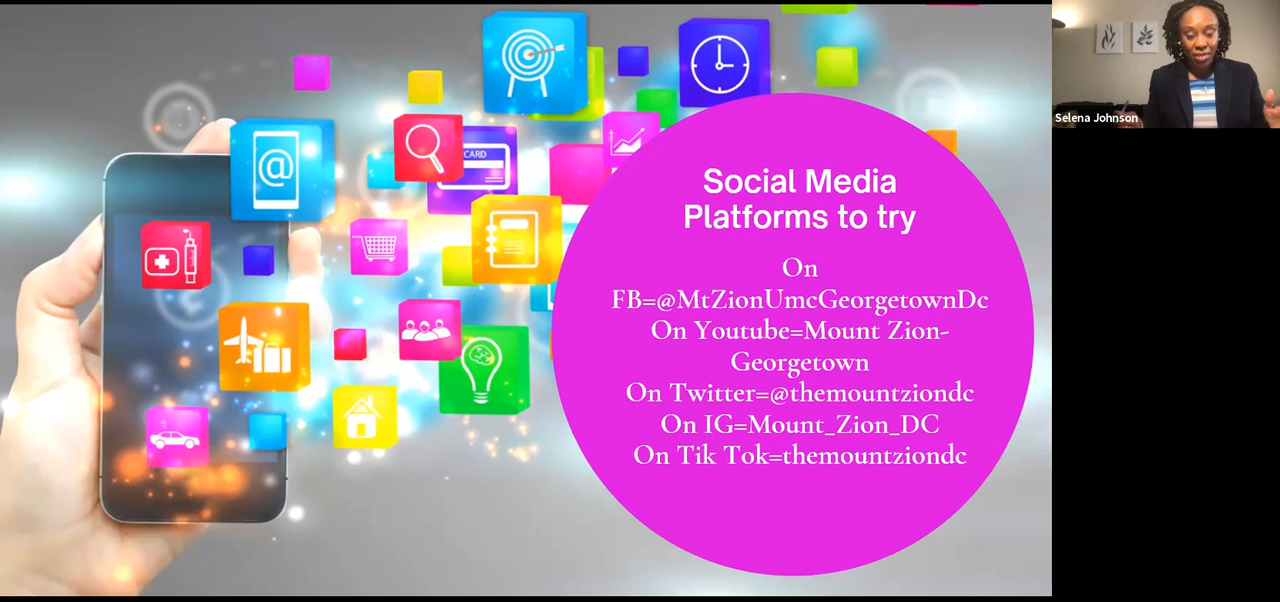 CARD
Social Media
Platforms to try
On
FB=@MtZionUmcGeorgetownDc
On Youtube=Mount Zion-
Georgetown
On Twitter=@themountziondc
On IG=Mount_Zion_DC
On Tik Tok=themountziondc
Selena Johnson